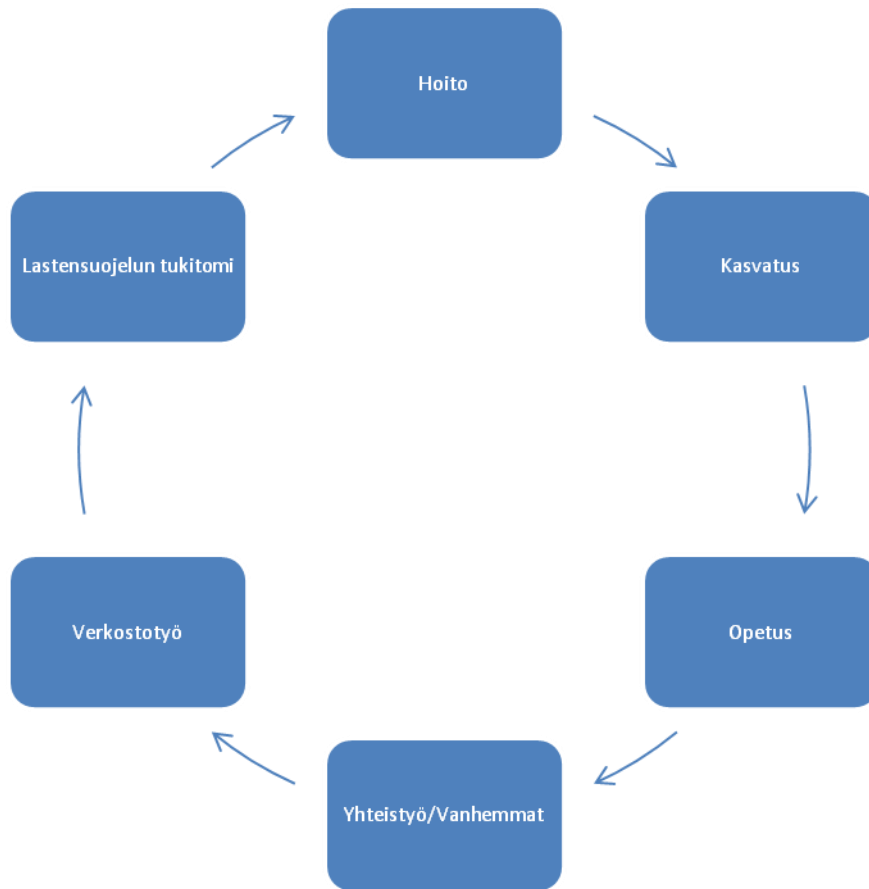 Hoito
Kasvatus
Opetus
Yhteistyö/Vanhemmat
Verkostotyö
Lastensuojelun tukitomi